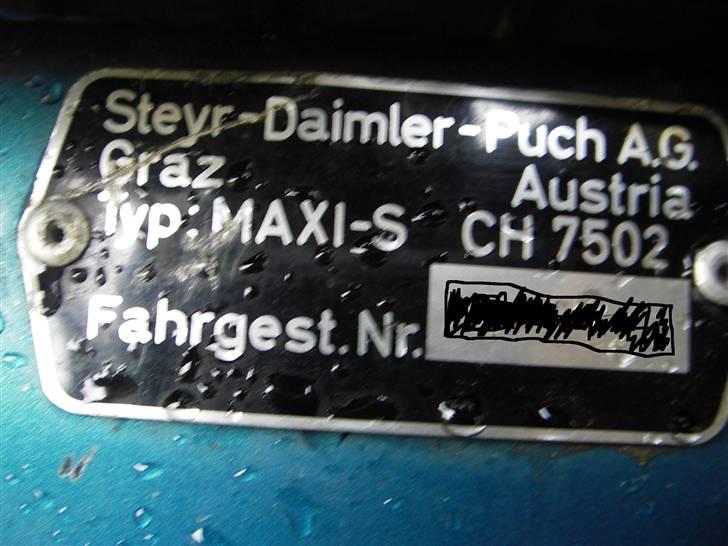 Steyr-Daimler-Puch A.G.
Graz Austria
Typ: MAXI-S CH 7502
Fahrgest.Nr.